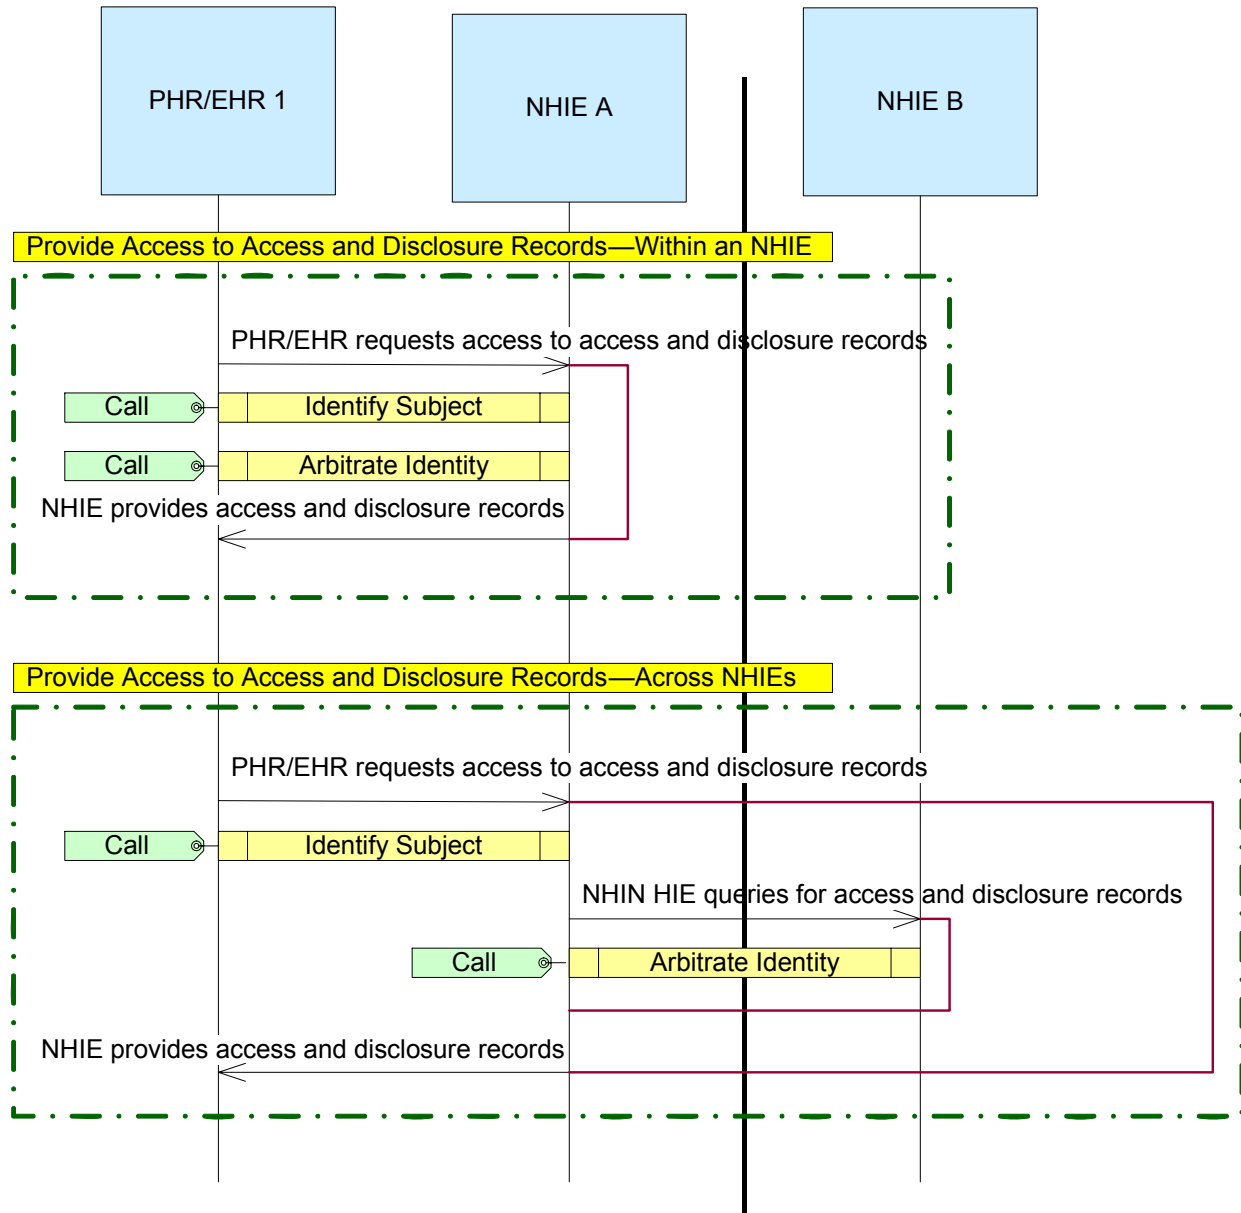 PHR/EHR 1
NHIE A
NHIE B
Provide Access to Access and Disclosure Records—Within an NHIE
PHR/EHR requests access to access and disclosure records
Call
Identify Subject
Call
Arbitrate Identity
NHIE provides access and disclosure records
Provide Access to Access and Disclosure Records—Across NHIEs
PHR/EHR requests access to access and disclosure records
Call
Identify Subject
NHIN HIE queries for access and disclosure records
Call
Arbitrate Identity
NHIE provides access and disclosure records